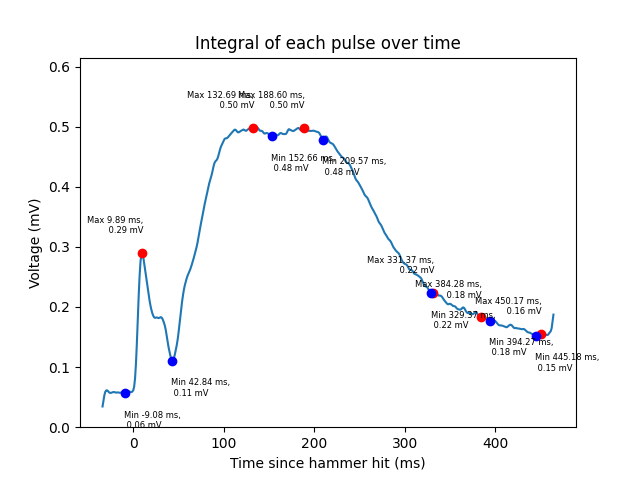 Integral of each pulse over time
Voltage (mV)
0.6
0.5
0.4
0.3
0.2
0.1
0.0
Max 132.69 ms,
0.50 mV
Max 188.60 ms,
0.50 mV
Min 152.66 ms,
0.48 mV
Min 209.57 ms,
0.48 mV
Max 9.89 ms,
0.29 mV
Max 331.37 ms,
0.22 mV
Max 384.28 ms,
0.18 mV
Max 450.17 ms,
0.16 mV
Min 329.37 ms,
0.22 mV
Min 394.27 ms,
0.18 mV
Min 445.18 ms,
0.15 mV
Min 42.84 ms,
0.11 mV
Min -9.08 ms,
0.06 mV
0
100
200
300
400
Time since hammer hit (ms)